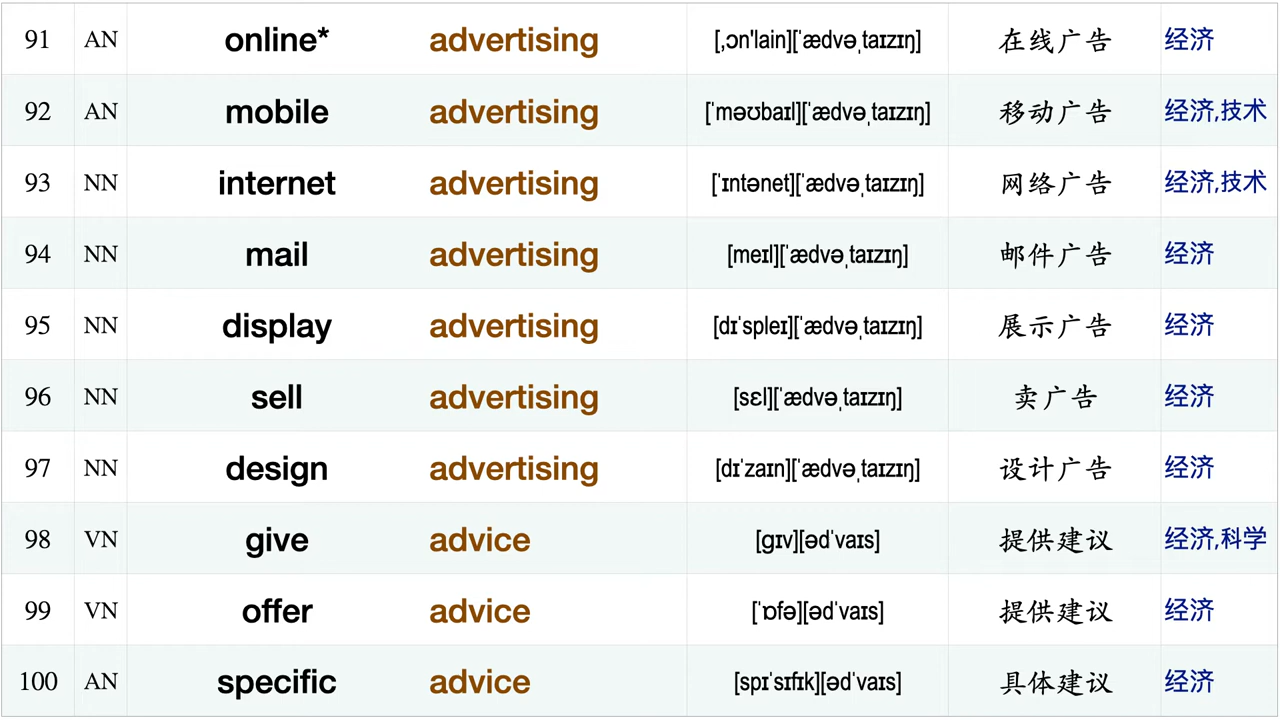 91 AN online* advertising [ˌɔn'lain][ˈædvəˌtaɪzɪŋ] 在线广告 经济
92 AN mobile advertising [ˈməʊbaɪl][ˈædvəˌtaɪzɪŋ] 移动广告 经济,技术
93 NN internet advertising [ˈɪntənet][ˈædvəˌtaɪzɪŋ] 网络广告 经济,技术
94 NN mail advertising [meɪl][ˈædvəˌtaɪzɪŋ] 邮件广告 经济
95 NN display advertising [dɪˈspleɪ][ˈædvəˌtaɪzɪŋ] 展示广告 经济
96 NN sell advertising [sɛl][ˈædvəˌtaɪzɪŋ] 卖广告 经济
97 NN design advertising [dɪˈzaɪn][ˈædvəˌtaɪzɪŋ] 设计广告 经济
98 VN give advice [ɡɪv][ədˈvaɪs] 提供建议 经济,科学
99 VN offer advice [ˈɒfə][ədˈvaɪs] 提供建议 经济
100 AN specific advice [spɪˈsɪfɪk][ədˈvaɪs] 具体建议 经济